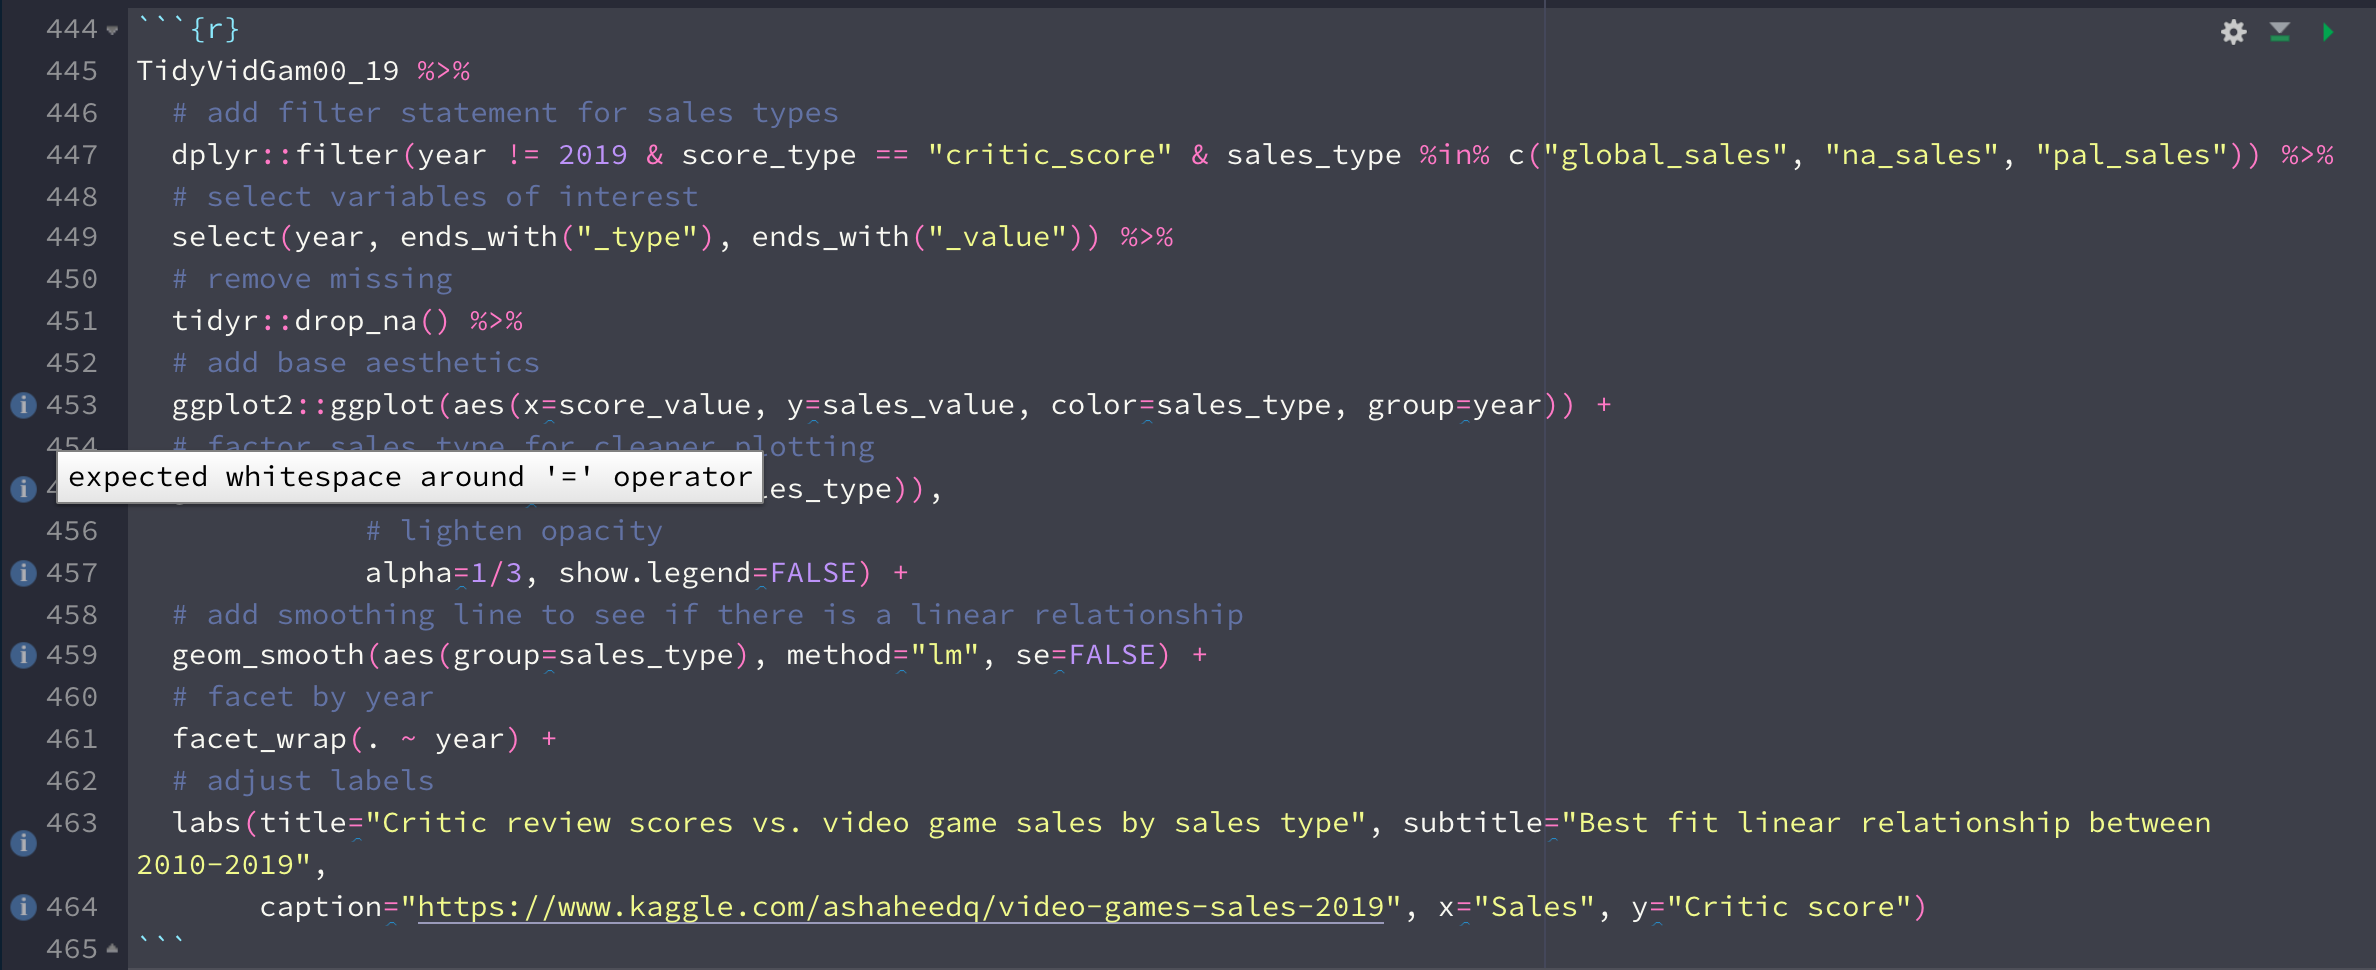 444 ```{r}
445 TidyVidGam00_19 %>%
446 # add filter statement for sales types
447 dplyr::filter(year != 2019 & score_type == "critic_score" & sales_type %in% c("global_sales", "na_sales", "pal_sales")) %>%
448 # select variables of interest
449 select(year, ends_with("_type"), ends_with("_value")) %>%
450 # remove missing
451 tidyr::drop_na() %>%
452 # add base aesthetics
453 ggplot2::ggplot(aes(x=score_value, y=sales_value, color=sales_type, group=year)) +
454 # factor sales type for cleaner plotting
expected whitespace around '=' operator
les_type)),
456 # lighten opacity
457 alpha=1/3, show.legend=FALSE) +
458 # add smoothing line to see if there is a linear relationship
459 geom_smooth(aes(group=sales_type), method="lm", se=FALSE) +
460 # facet by year
461 facet_wrap(. ~ year) +
462 # adjust labels
463 labs(title="Critic review scores vs. video game sales by sales type", subtitle="Best fit linear relationship between
2010-2019",
464 caption="https://www.kaggle.com/ashaheedq/video-games-sales-2019", x="Sales", y="Critic score")
465 ```